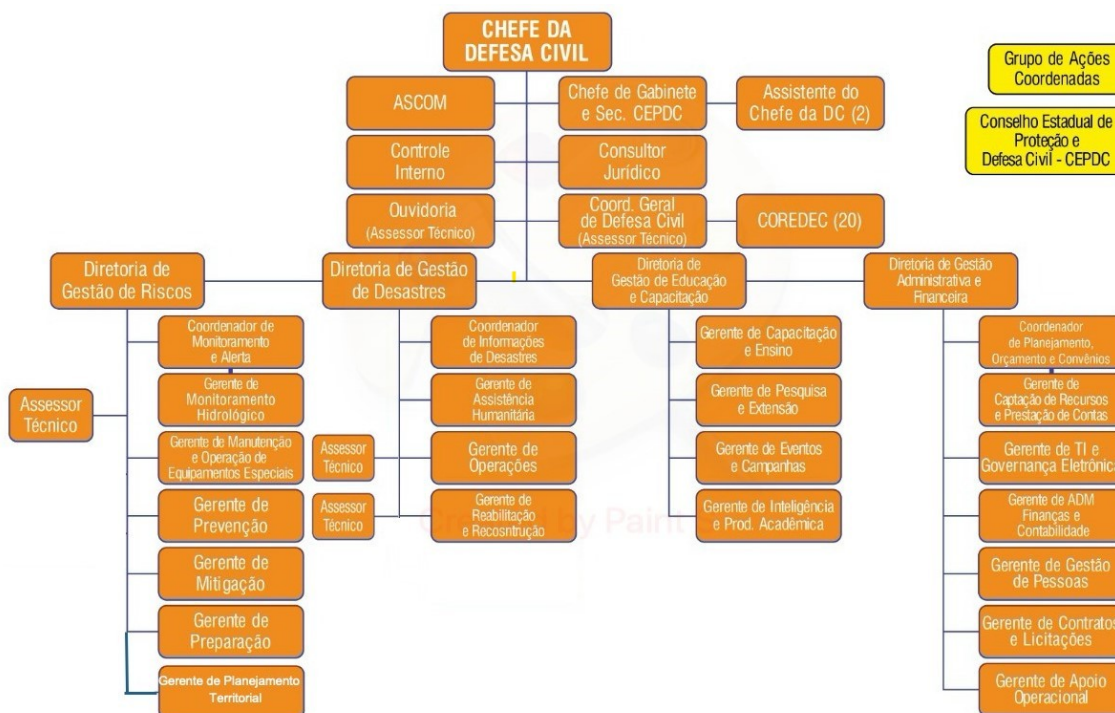 CHEFE DA
DEFESA CIVIL
Grupo de Ações
Coordenadas
ASCOM
Chefe de Gabinete
e Sec. CEPDC
Assistente do
Chefe da DC (2)
Conselho Estadual de
Proteção e
Defesa Civil - CEPDC
Controle
Interno
Consultor
Jurídico
Ouvidoria
(Assessor Técnico)
Coord. Geral
de Defesa Civil
(Assessor Técnico)
COREDEC (20)
Diretoria de
Gestão de Riscos
Diretoria de Gestão
de Desastres
Diretoria de
Gestão de Educação
e Capacitação
Diretoria de Gestão
Administrativa e
Financeira
Assessor
Técnico
Coordenador de
Monitoramento
e Alerta
Gerente de
Monitoramento
Hidrológico
Gerente de Manutenção
e Operação de
Equipamentos Especiais
Gerente de
Prevenção
Gerente de
Mitigação
Gerente de
Preparação
Gerente de Planejamento
Territorial
Coordenador
de Informações
de Desastres
Gerente de
Assistência
Humanitária
Assessor
Técnico
Gerente de
Operações
Assessor
Técnico
Gerente de
Reabilitação
e Recosntrução
Gerente de Capacitação
e Ensino
Gerente de Pesquisa
e Extensão
Gerente de Eventos
e Campanhas
Gerente de Inteligência
e Prod. Acadêmica
Coordenador
de Planejamento,
Orçamento e Convênios
Gerente de
Captação de Recursos
e Prestação de Contas
Gerente de TI e
Governança Eletrônica
Gerente de ADM
Finanças e
Contabilidade
Gerente de Gestão
de Pessoas
Gerente de Contratos
e Licitações
Gerente de Apoio
Operacional
by Paint